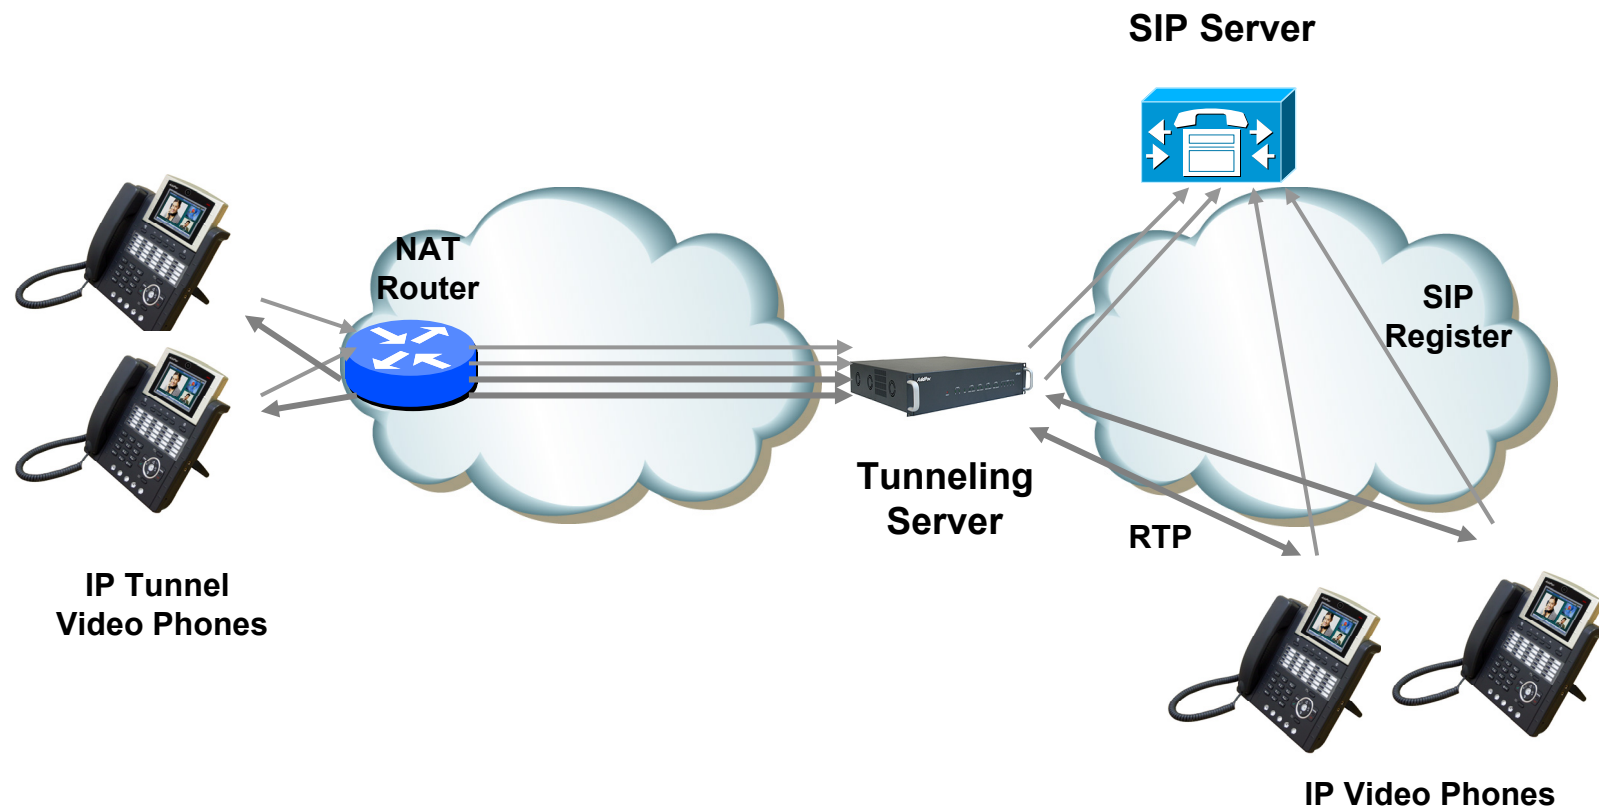 SIP Server
NAT
Router
SIP
Register
Tunneling
Server
RTP
IP Tunnel
Video Phones
IP Video Phones